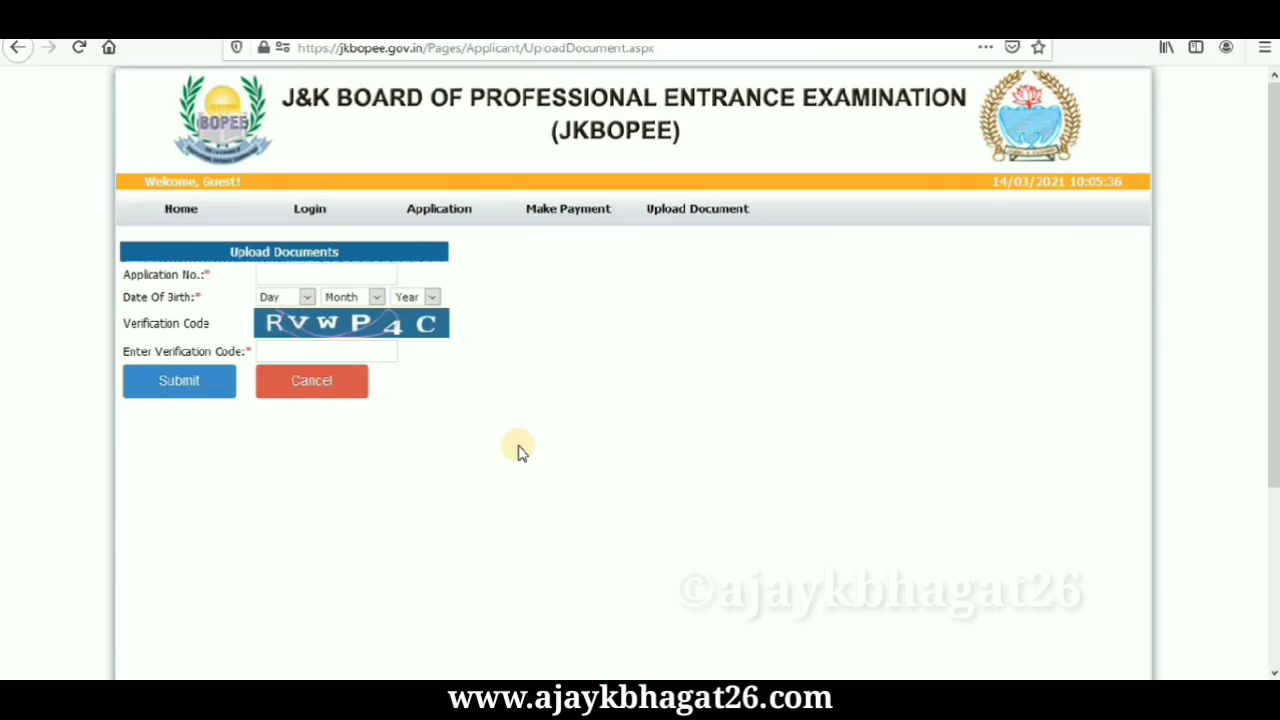 https://jkbopee.gov.in/Pages/Applicant/UploadDocument.aspx
BOPEE
J&K BOARD OF PROFESSIONAL ENTRANCE EXAMINATION
(JKBOPEE)
Welcome, Guest! 14/03/2021 10:05:36
Home Login Application Make Payment Upload Document
Upload Documents
Application No.:*
Date Of Birth:* Day Month Year
Verification Code R V W P 4 C
Enter Verification Code:*
Submit Cancel
©ajaykbhagat26
www.ajaykbhagat26.com